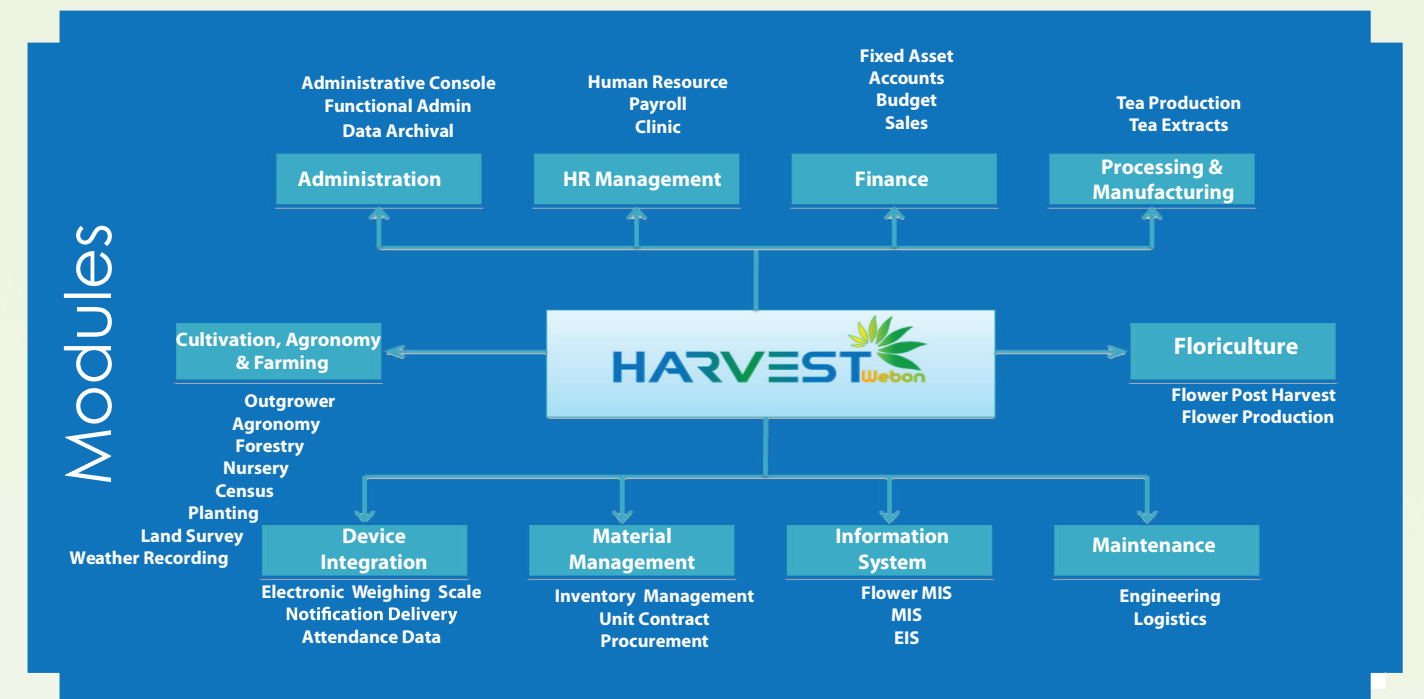 Modules
Administrative Console
Functional Admin
Data Archival
Administration
Human Resource
Payroll
Clinic
HR Management
Fixed Asset
Accounts
Budget
Sales
Finance
Tea Production
Tea Extracts
Processing &
Manufacturing
HARVEST
Webon
Cultivation, Agronomy
& Farming
Outgrower
Agronomy
Forestry
Nursery
Census
Planting
Land Survey
Weather Recording
Floriculture
Flower Post Harvest
Flower Production
Device
Integration
Electronic Weighing Scale
Notification Delivery
Attendance Data
Material
Management
Inventory Management
Unit Contract
Procurement
Information
System
Flower MIS
MIS
EIS
Maintenance
Engineering
Logistics